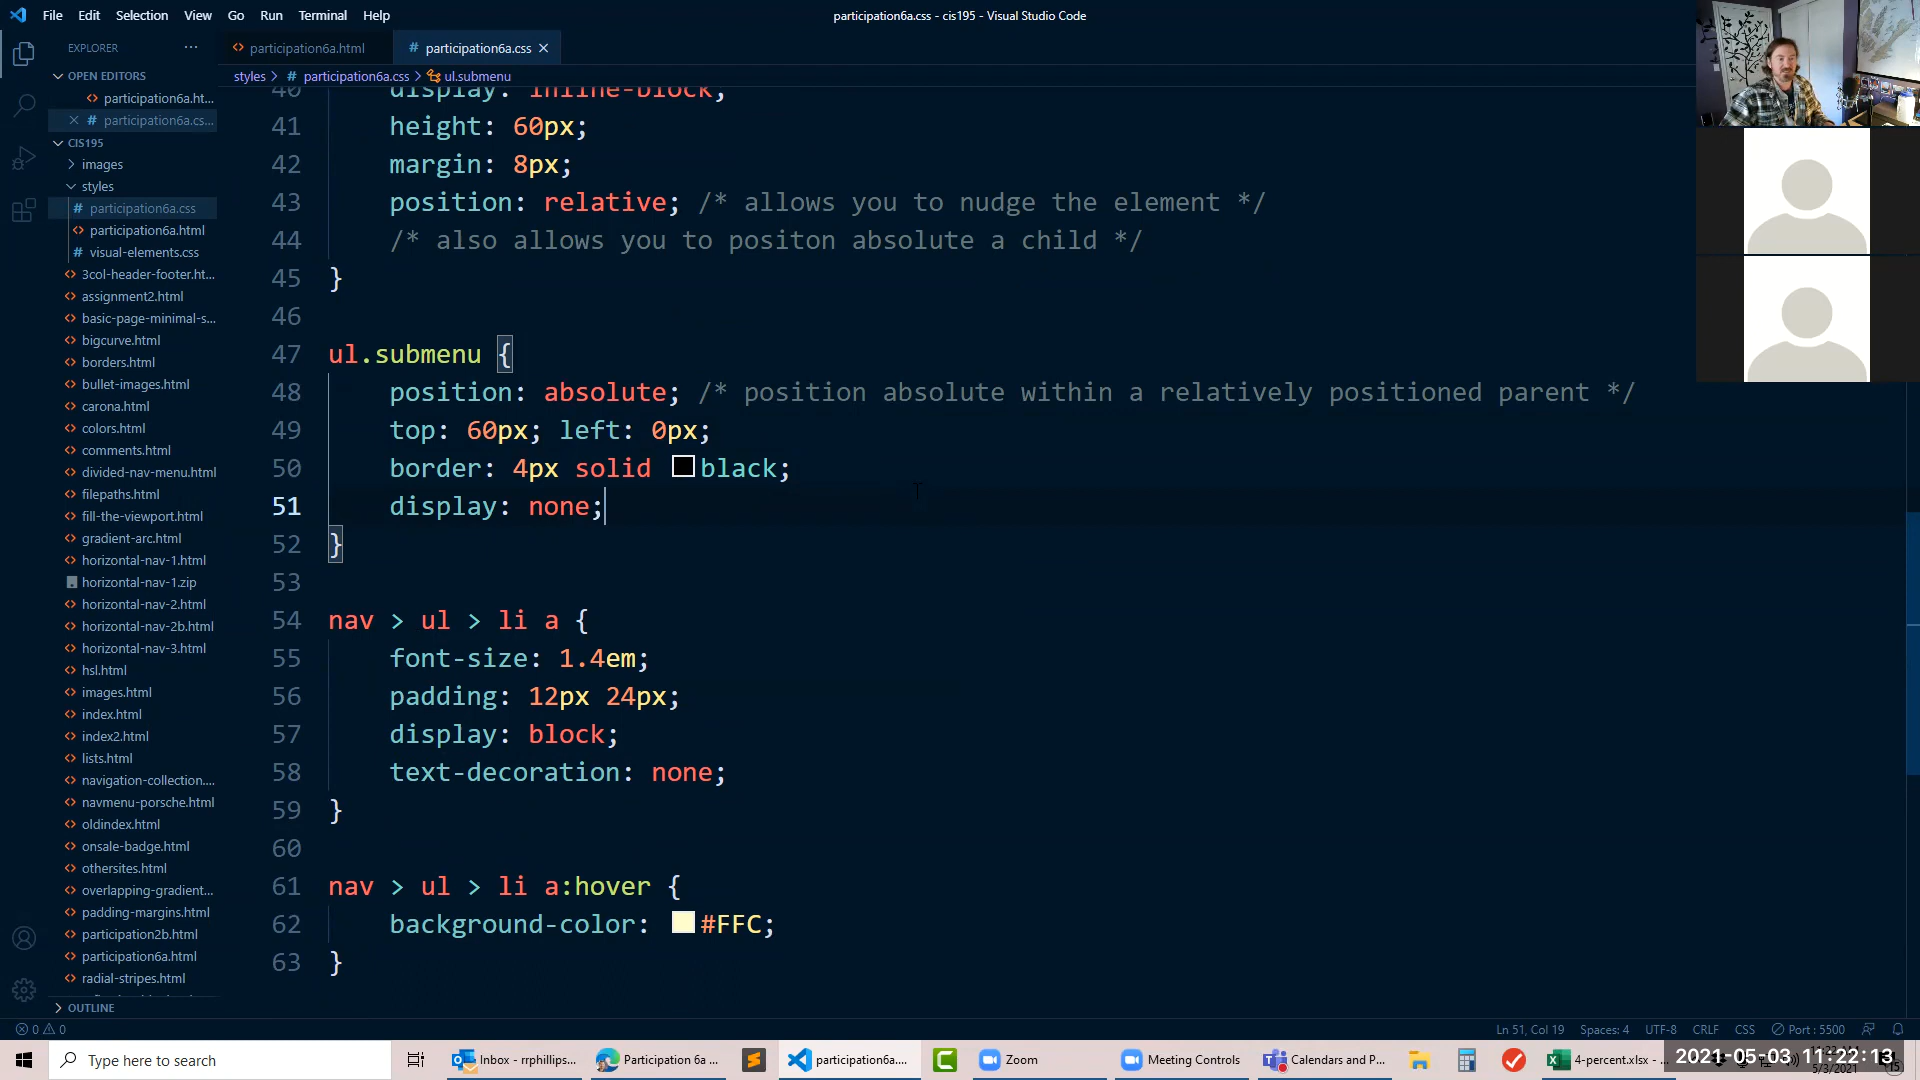 File Edit Selection View Go Run Terminal Help
participation6a.css - cis195 - Visual Studio Code
EXPLORER ...
participation6a.html
# participation6a.css
OPEN EDITORS
styles > # participation6a.css > ul.submenu
participation6a.ht...
# participation6a.cs...
CIS195
images
styles
# participation6a.css
participation6a.html
# visual-elements.css
3col-header-footer.ht...
assignment2.html
basic-page-minimal-s...
bigcurve.html
borders.html
bullet-images.html
carona.html
colors.html
comments.html
divided-nav-menu.html
filepaths.html
fill-the-viewport.html
gradient-arc.html
horizontal-nav-1.html
horizontal-nav-1.zip
horizontal-nav-2.html
horizontal-nav-2b.html
horizontal-nav-3.html
hsl.html
images.html
index.html
index2.html
lists.html
navigation-collection....
navmenu-porsche.html
oldindex.html
onsale-badge.html
othersites.html
overlapping-gradient...
padding-margins.html
participation2b.html
participation6a.html
radial-stripes.html
OUTLINE
40 display: inline-block;
41 height: 60px;
42 margin: 8px;
43 position: relative; /* allows you to nudge the element */
44 /* also allows you to positon absolute a child */
45 }
46
47 ul.submenu {
48 position: absolute; /* position absolute within a relatively positioned parent */
49 top: 60px; left: 0px;
50 border: 4px solid black;
51 display: none;
52 }
53
54 nav > ul > li a {
55 font-size: 1.4em;
56 padding: 12px 24px;
57 display: block;
58 text-decoration: none;
59 }
60
61 nav > ul > li a:hover {
62 background-color: #FFC;
63 }
0 0
Ln 51, Col 19 Spaces: 4 UTF-8 CRLF CSS Port : 5500
Type here to search
Inbox - rrphillips...
Participation 6a ...
participation6a....
Zoom
Meeting Controls
Calendars and P...
4-percent.xlsx - ...
2021-05-03 11:22:13
5/3/2021
15